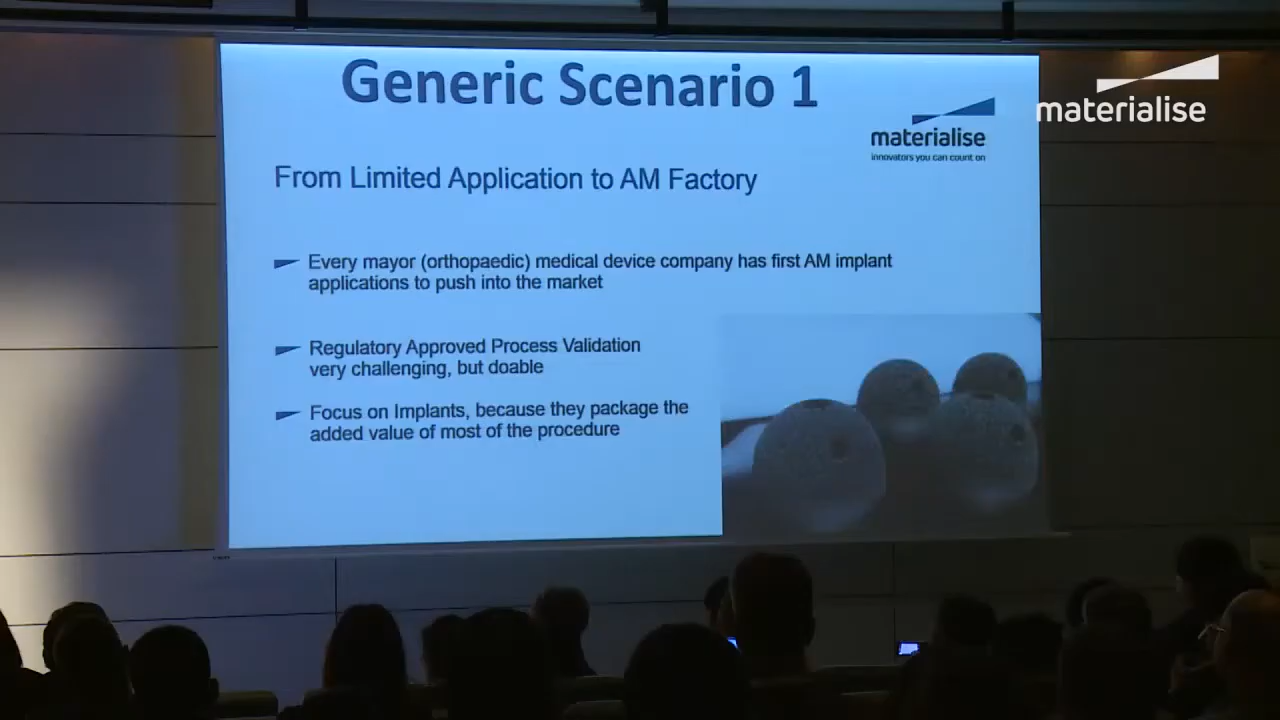 Generic Scenario 1
materialise
materialise
innovators you can count on
From Limited Application to AM Factory
Every mayor (orthopaedic) medical device company has first AM implant
applications to push into the market
Regulatory Approved Process Validation
very challenging, but doable
Focus on Implants, because they package the
added value of most of the procedure